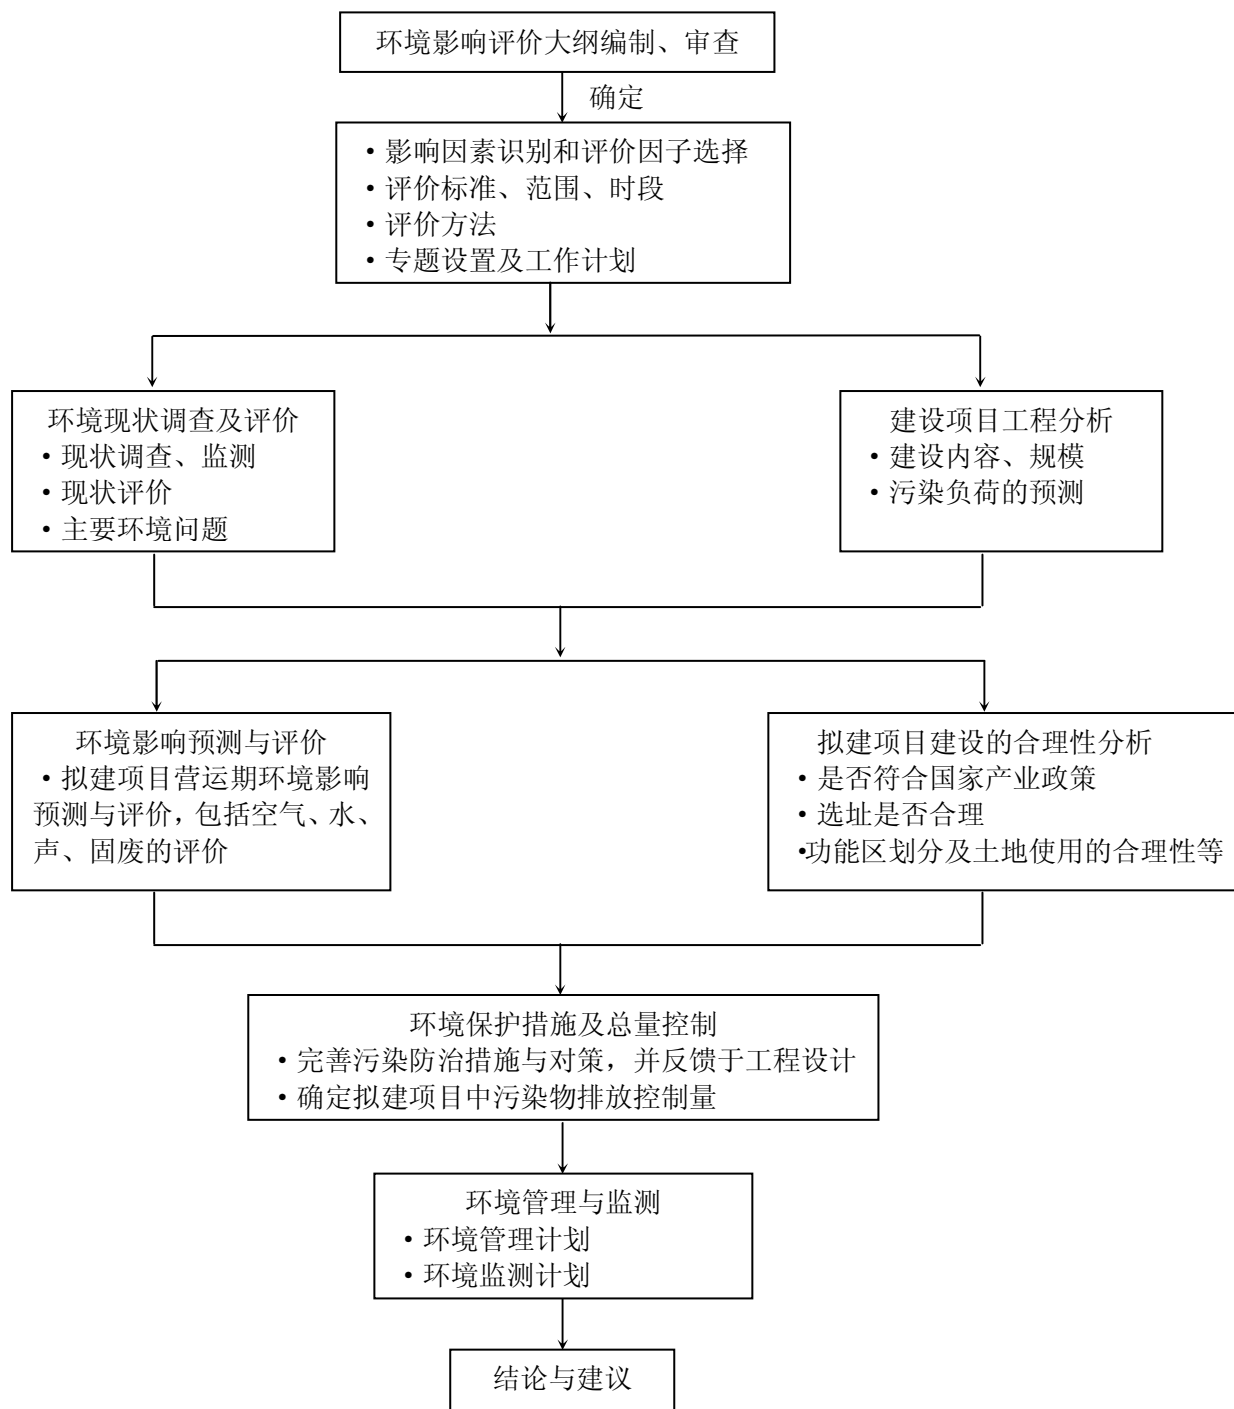 环境影响评价大纲编制、审查
确定
·影响因素识别和评价因子选择
·评价标准、范围、时段
·评价方法
·专题设置及工作计划
环境现状调查及评价
·现状调查、监测
·现状评价
·主要环境问题
建设项目工程分析
·建设内容、规模
·污染负荷的预测
环境影响预测与评价
·拟建项目营运期环境影响
预测与评价，包括空气、水、
声、固废的评价
拟建项目建设的合理性分析
·是否符合国家产业政策
·选址是否合理
·功能区划分及土地使用的合理性等
环境保护措施及总量控制
·完善污染防治措施与对策，并反馈于工程设计
·确定拟建项目中污染物排放控制量
环境管理与监测
·环境管理计划
·环境监测计划
结论与建议